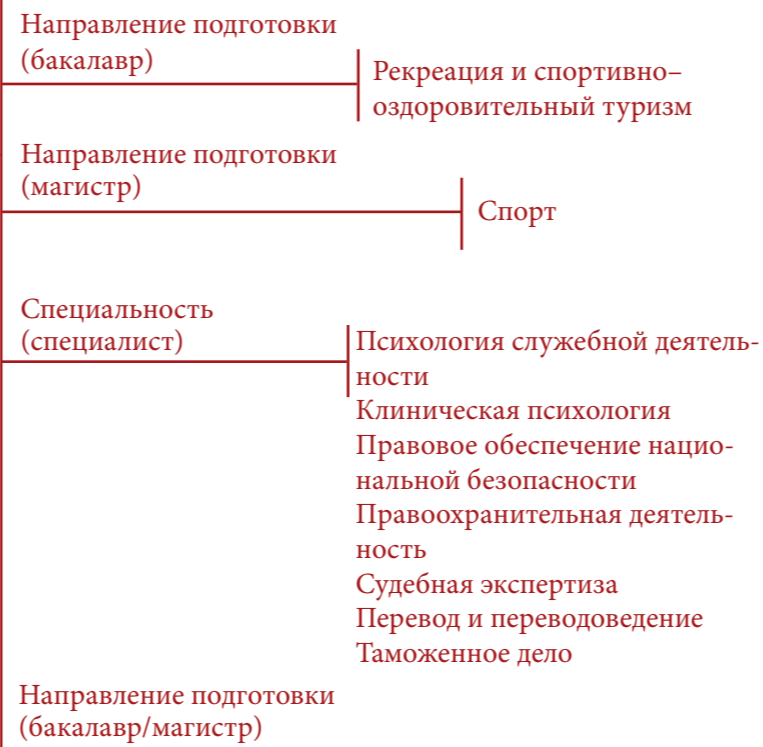 Направление подготовки
(бакалавр)
Рекреация и спортивно–
оздоровительный туризм
Направление подготовки
(магистр)
Спорт
Специальность
(специалист)
Психология служебной деятель-
ности
Клиническая психология
Правовое обеспечение нацио-
нальной безопасности
Правоохранительная деятель-
ность
Судебная экспертиза
Перевод и переводоведение
Таможенное дело
Направление подготовки
(бакалавр/магистр)